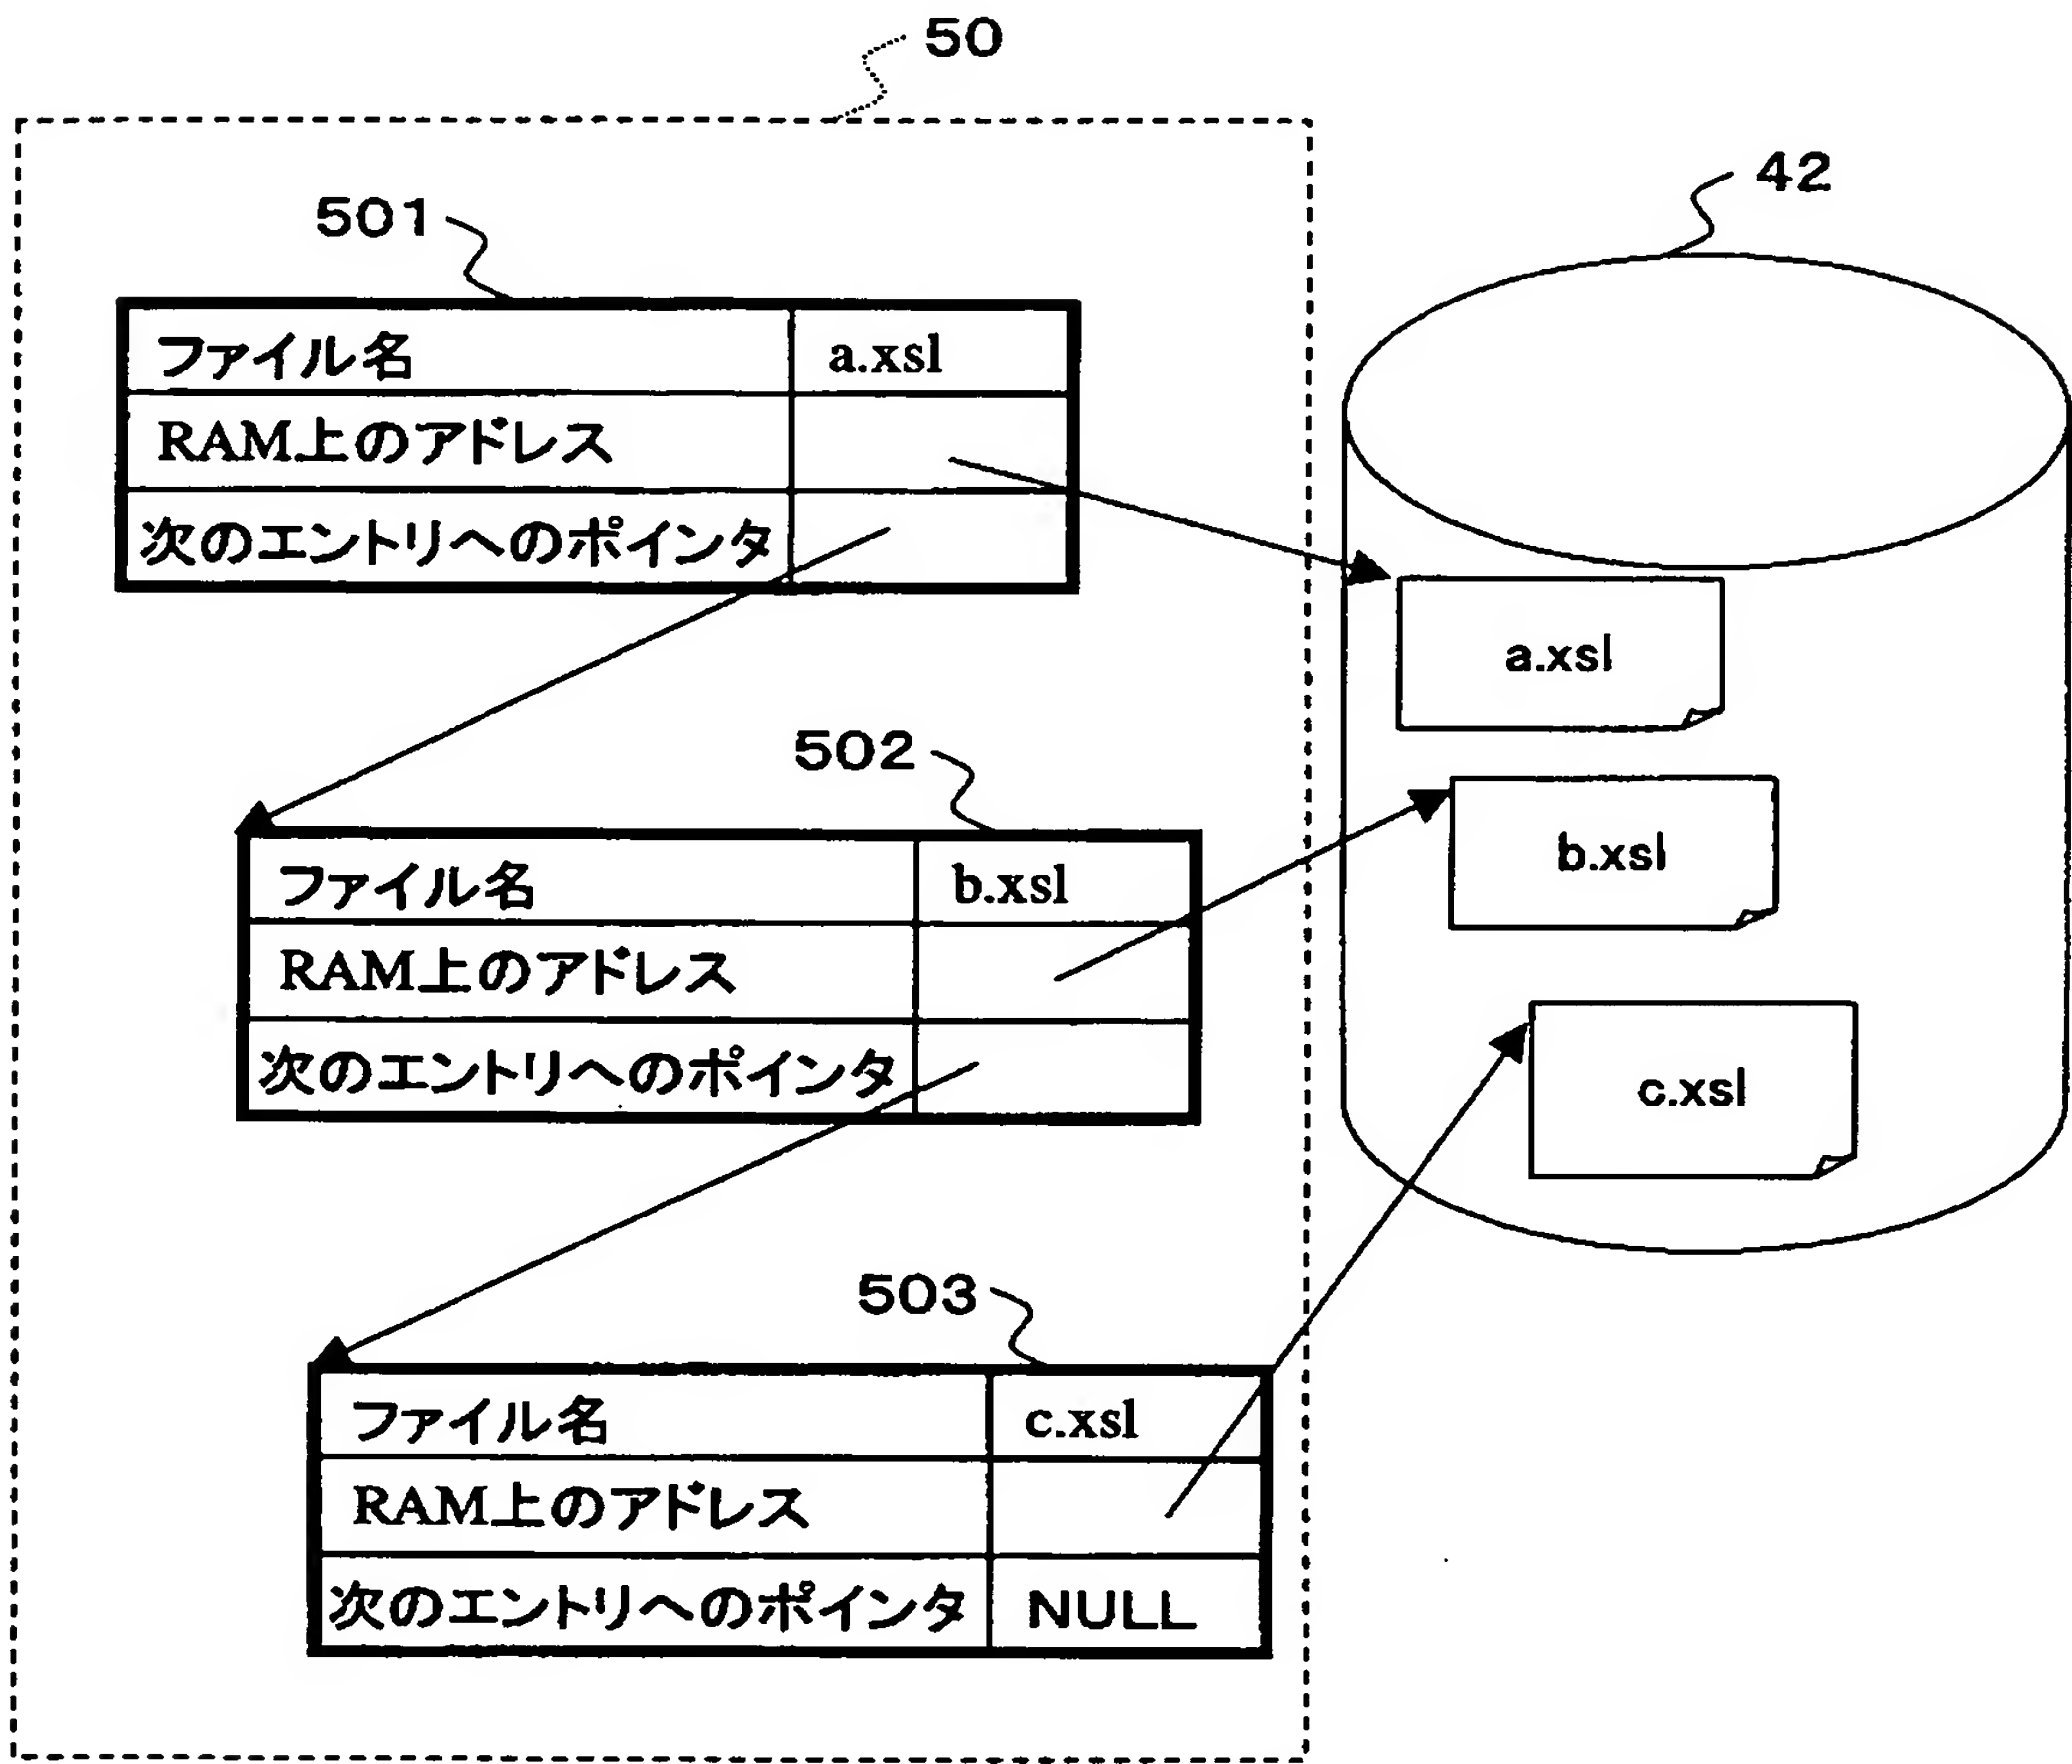 50
42
501
ファイル名 a.xsl
RAM上のアドレス
次のエントリへのポインタ
a.xsl
502
b.xsl
ファイル名 b.xsl
RAM上のアドレス
次のエントリへのポインタ
c.xsl
503
ファイル名 c.xsl
RAM上のアドレス
次のエントリへのポインタ NULL